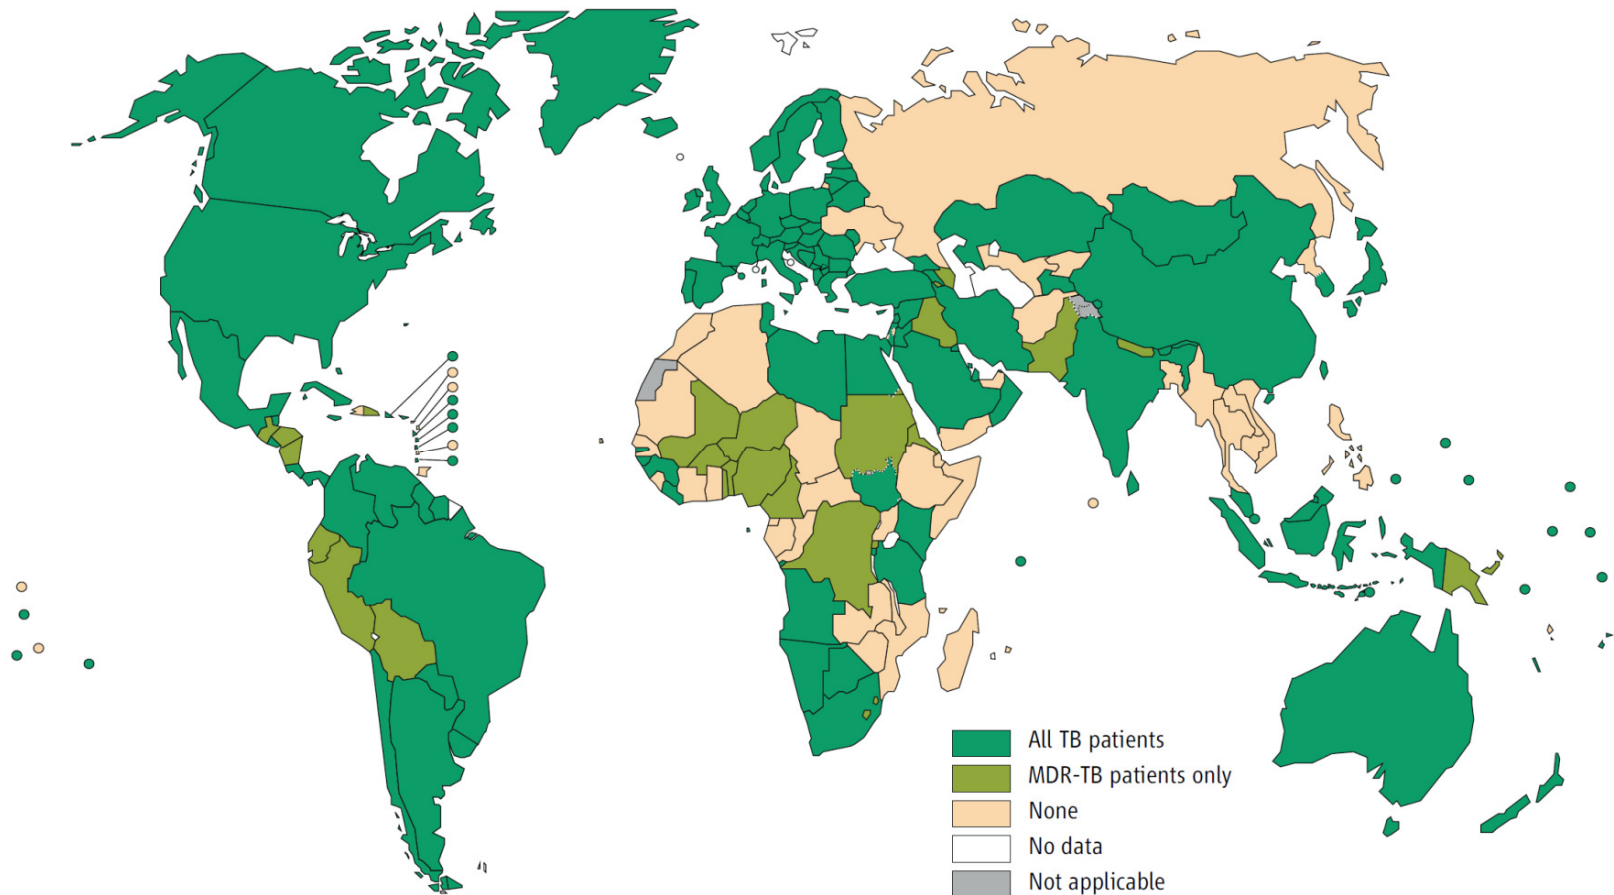 All TB patients
MDR-TB patients only
None
No data
Not applicable